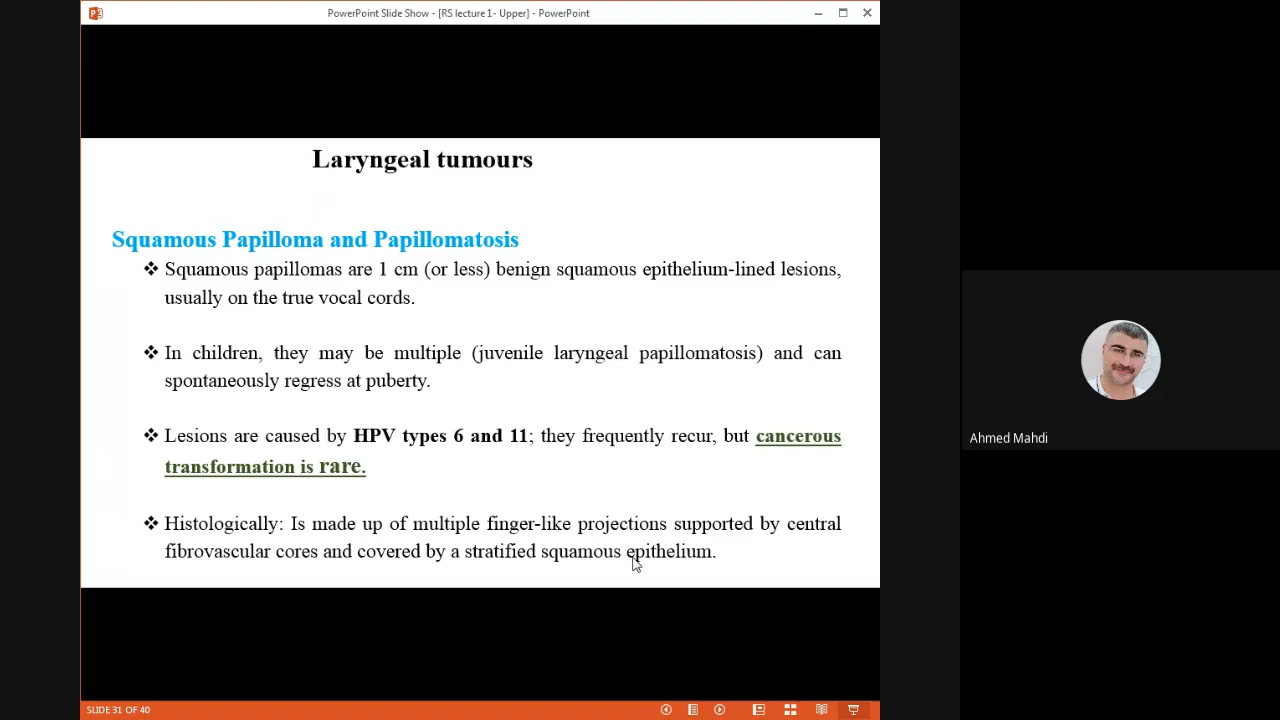 PowerPoint Slide Show - [RS lecture 1- Upper] - PowerPoint
Laryngeal tumours
Squamous Papilloma and Papillomatosis
❖ Squamous papillomas are 1 cm (or less) benign squamous epithelium-lined lesions,
usually on the true vocal cords.
❖ In children, they may be multiple (juvenile laryngeal papillomatosis) and can
spontaneously regress at puberty.
❖ Lesions are caused by HPV types 6 and 11; they frequently recur, but cancerous
transformation is rare.
❖ Histologically: Is made up of multiple finger-like projections supported by central
fibrovascular cores and covered by a stratified squamous epithelium.
Ahmed Mahdi
SLIDE 31 OF 40